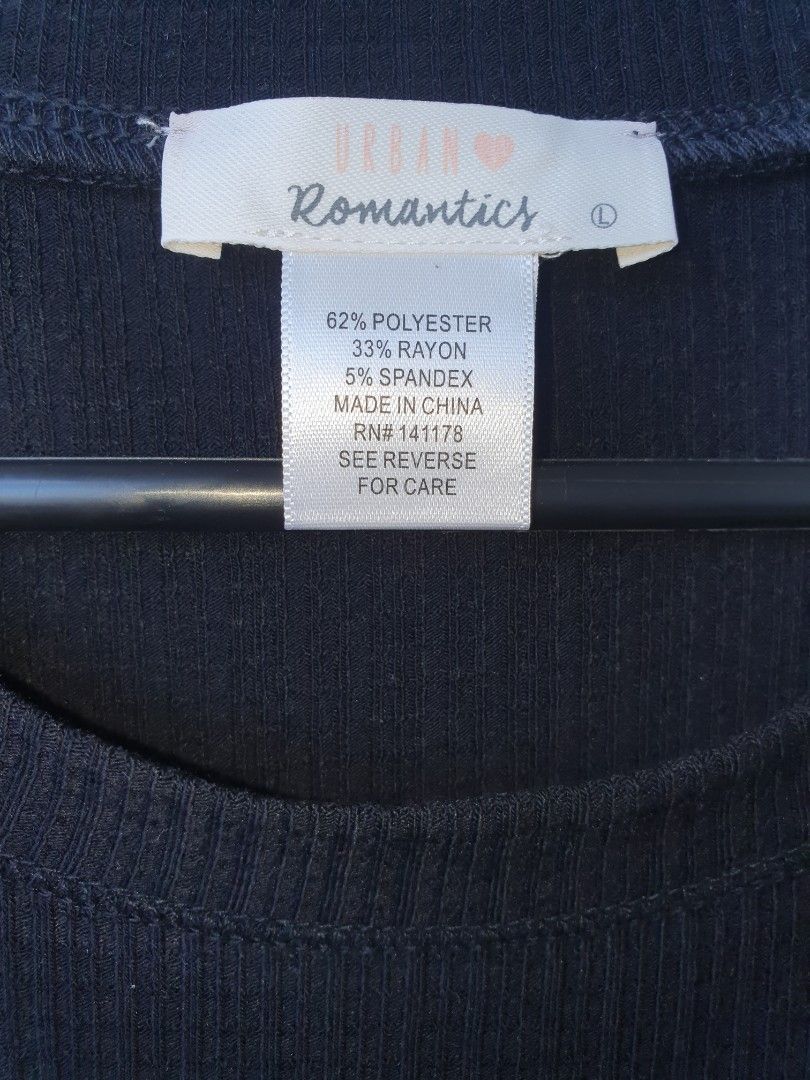 URBAN
Romantics L
62% POLYESTER
33% RAYON
5% SPANDEX
MADE IN CHINA
RN# 141178
SEE REVERSE
FOR CARE